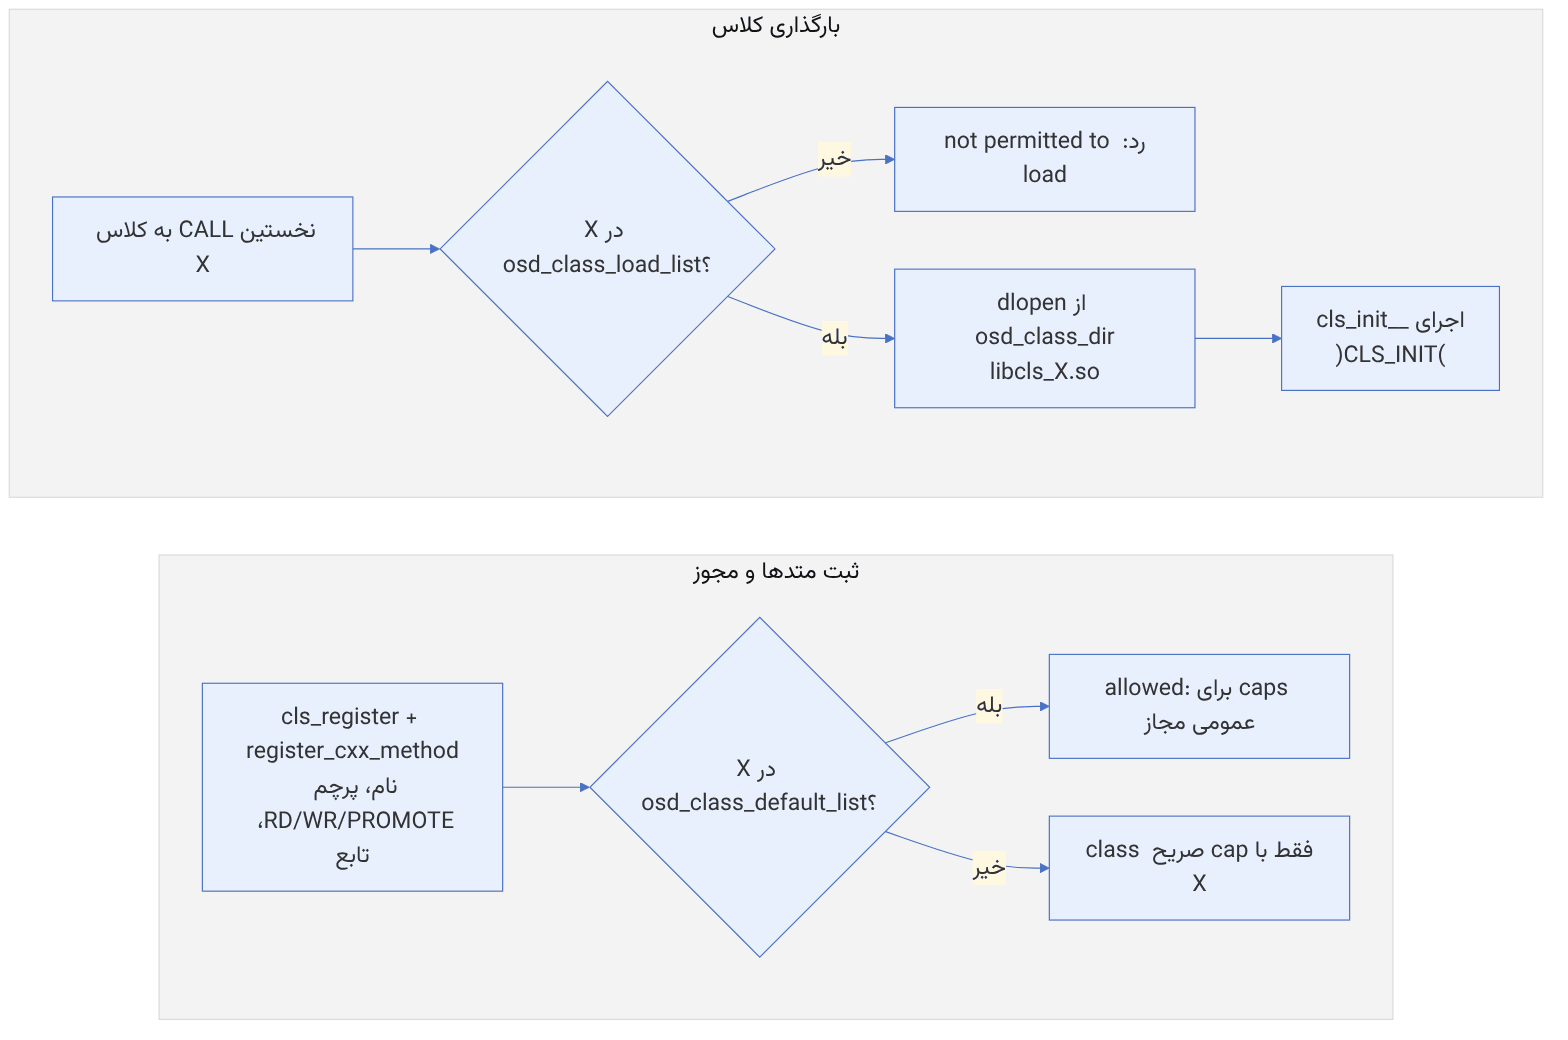 بارگذاری کلاس
نخستین CALL به کلاس
X
X در
osd_class_load_list؟
خیر
رد: not permitted to
load
بله
dlopen از
osd_class_dir
libcls_X.so
اجرای __cls_init
(CLS_INIT)
ثبت متدها و مجوز
cls_register +
register_cxx_method
نام، پرچم
RD/WR/PROMOTE،
تابع
X در
osd_class_default_list؟
بله
allowed: برای caps
عمومی مجاز
خیر
فقط با cap صریح class
X